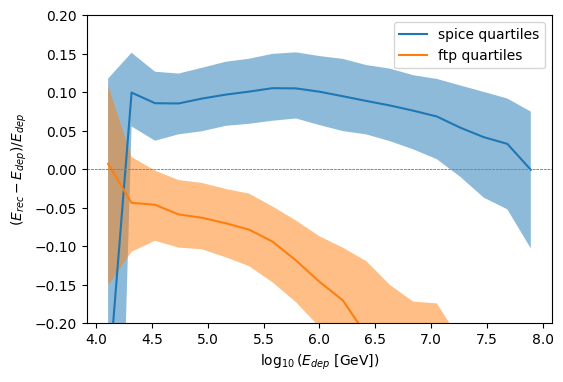 spice quartiles
ftp quartiles
0.20
0.15
0.10
0.05
0.00
−0.05
−0.10
−0.15
−0.20
(E_rec − E_dep)/E_dep
4.0 4.5 5.0 5.5 6.0 6.5 7.0 7.5 8.0
log₁₀ (E_dep [GeV])